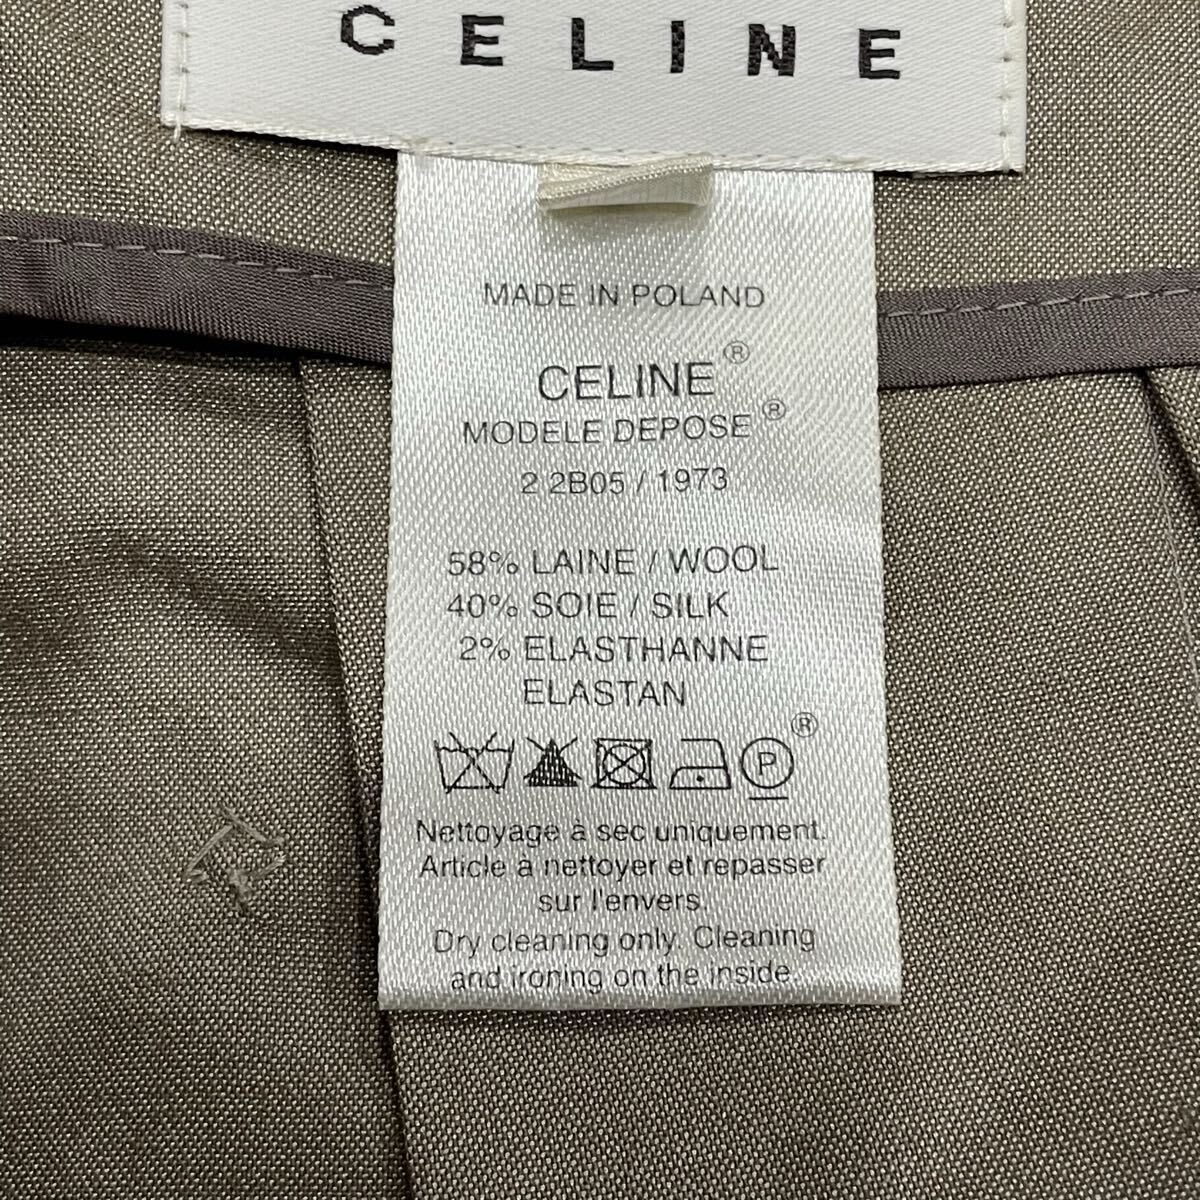 CELINE
MADE IN POLAND
CELINE®
MODELE DEPOSE®
2 2B05 / 1973
58% LAINE / WOOL
40% SOIE / SILK
2% ELASTHANNE
ELASTAN
P®
Nettoyage à sec uniquement.
Article à nettoyer et repasser
sur l'envers.
Dry cleaning only. Cleaning
and ironing on the inside.